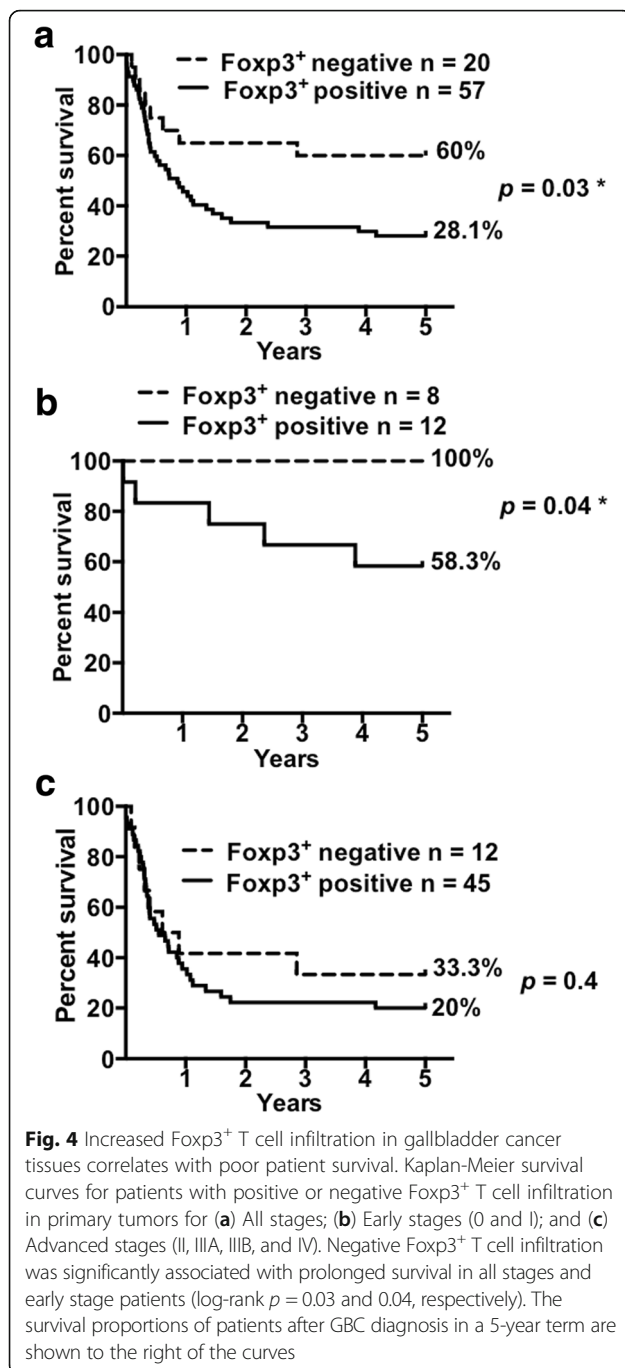 a
Foxp3+ negative n = 20
Foxp3+ positive n = 57
Percent survival
100
80
60
40
20
0
60%
28.1%
p = 0.03 *
1 2 3 4 5
Years
b
Foxp3+ negative n = 8
Foxp3+ positive n = 12
Percent survival
100
80
60
40
20
0
100%
58.3%
p = 0.04 *
1 2 3 4 5
Years
c
Foxp3+ negative n = 12
Foxp3+ positive n = 45
Percent survival
100
80
60
40
20
0
33.3%
20%
p = 0.4
1 2 3 4 5
Years
Fig. 4 Increased Foxp3+ T cell infiltration in gallbladder cancer
tissues correlates with poor patient survival. Kaplan-Meier survival
curves for patients with positive or negative Foxp3+ T cell infiltration
in primary tumors for (a) All stages; (b) Early stages (0 and I); and (c)
Advanced stages (II, IIIA, IIIB, and IV). Negative Foxp3+ T cell infiltration
was significantly associated with prolonged survival in all stages and
early stage patients (log-rank p = 0.03 and 0.04, respectively). The
survival proportions of patients after GBC diagnosis in a 5-year term are
shown to the right of the curves